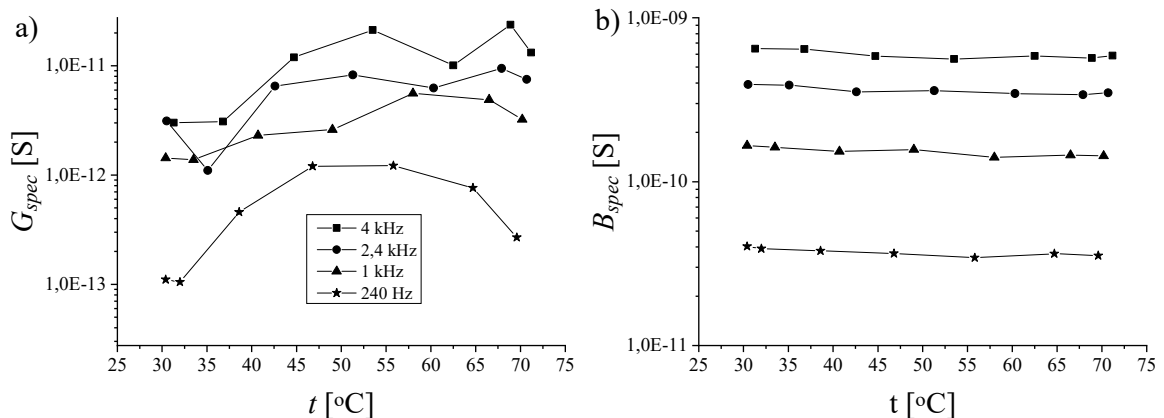 a)
1,0E-11
1,0E-12
1,0E-13
G_spec [S]
4 kHz
2,4 kHz
1 kHz
240 Hz
25 30 35 40 45 50 55 60 65 70 75
t [°C]
b)
1,0E-09
1,0E-10
1,0E-11
B_spec [S]
25 30 35 40 45 50 55 60 65 70 75
t [°C]